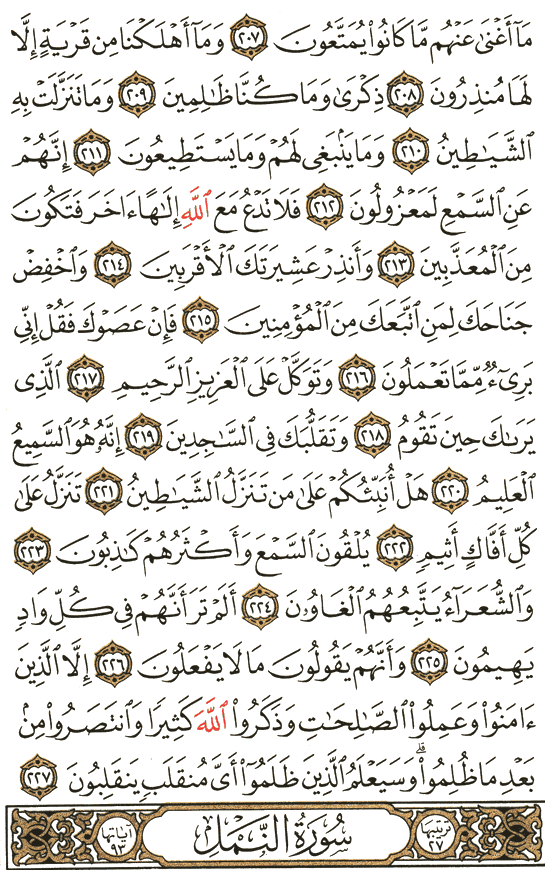 مَآ أَغْنَىٰ عَنْهُم مَّا كَانُوا۟ يُمَتَّعُونَ ٢٠٧ وَمَآ أَهْلَكْنَا مِن قَرْيَةٍ إِلَّا
لَهَا مُنذِرُونَ ٢٠٨ ذِكْرَىٰ وَمَا كُنَّا ظَـٰلِمِينَ ٢٠٩ وَمَا تَنَزَّلَتْ بِهِ
ٱلشَّيَـٰطِينُ ٢١٠ وَمَا يَنۢبَغِى لَهُمْ وَمَا يَسْتَطِيعُونَ ٢١١ إِنَّهُمْ
عَنِ ٱلسَّمْعِ لَمَعْزُولُونَ ٢١٢ فَلَا تَدْعُ مَعَ ٱللَّهِ إِلَـٰهًا ءَاخَرَ فَتَكُونَ
مِنَ ٱلْمُعَذَّبِينَ ٢١٣ وَأَنذِرْ عَشِيرَتَكَ ٱلْأَقْرَبِينَ ٢١٤ وَٱخْفِضْ
جَنَاحَكَ لِمَنِ ٱتَّبَعَكَ مِنَ ٱلْمُؤْمِنِينَ ٢١٥ فَإِنْ عَصَوْكَ فَقُلْ إِنِّى
بَرِىٓءٌ مِّمَّا تَعْمَلُونَ ٢١٦ وَتَوَكَّلْ عَلَى ٱلْعَزِيزِ ٱلرَّحِيمِ ٢١٧ ٱلَّذِى
يَرَىٰكَ حِينَ تَقُومُ ٢١٨ وَتَقَلُّبَكَ فِى ٱلسَّـٰجِدِينَ ٢١٩ إِنَّهُۥ هُوَ ٱلسَّمِيعُ
ٱلْعَلِيمُ ٢٢٠ هَلْ أُنَبِّئُكُمْ عَلَىٰ مَن تَنَزَّلُ ٱلشَّيَـٰطِينُ ٢٢١ تَنَزَّلُ عَلَىٰ
كُلِّ أَفَّاكٍ أَثِيمٍ ٢٢٢ يُلْقُونَ ٱلسَّمْعَ وَأَكْثَرُهُمْ كَـٰذِبُونَ ٢٢٣
وَٱلشُّعَرَآءُ يَتَّبِعُهُمُ ٱلْغَاوُۥنَ ٢٢٤ أَلَمْ تَرَ أَنَّهُمْ فِى كُلِّ وَادٍ
يَهِيمُونَ ٢٢٥ وَأَنَّهُمْ يَقُولُونَ مَا لَا يَفْعَلُونَ ٢٢٦ إِلَّا ٱلَّذِينَ
ءَامَنُوا۟ وَعَمِلُوا۟ ٱلصَّـٰلِحَـٰتِ وَذَكَرُوا۟ ٱللَّهَ كَثِيرًا وَٱنتَصَرُوا۟ مِنۢ
بَعْدِ مَا ظُلِمُوا۟ ۗ وَسَيَعْلَمُ ٱلَّذِينَ ظَلَمُوٓا۟ أَىَّ مُنقَلَبٍ يَنقَلِبُونَ ٢٢٧
ترتيبها ٢٧ سُورَةُ ٱلنَّمْلِ آياتها ٩٣